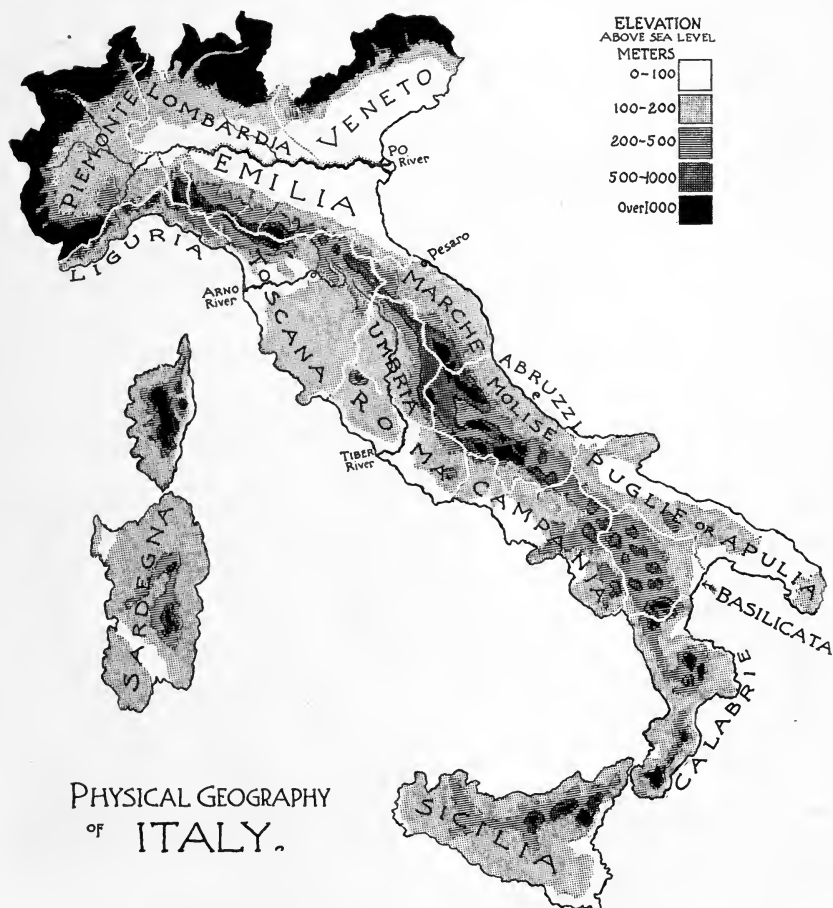 ELEVATION
ABOVE SEA LEVEL
METERS
0-100
100-200
200-500
500-1000
Over 1000
PIEMONTE
LOMBARDIA
VENETO
PO
River
EMILIA
LIGURIA
Pesaro
ARNO
River
TOSCANA
MARCHE
UMBRIA
ABRUZZI
e
MOLISE
ROMA
TIBER
River
CAMPANIA
PUGLIE OR APULIA
BASILICATA
SARDEGNA
CALABRIE
SICILIA
PHYSICAL GEOGRAPHY
OF ITALY.